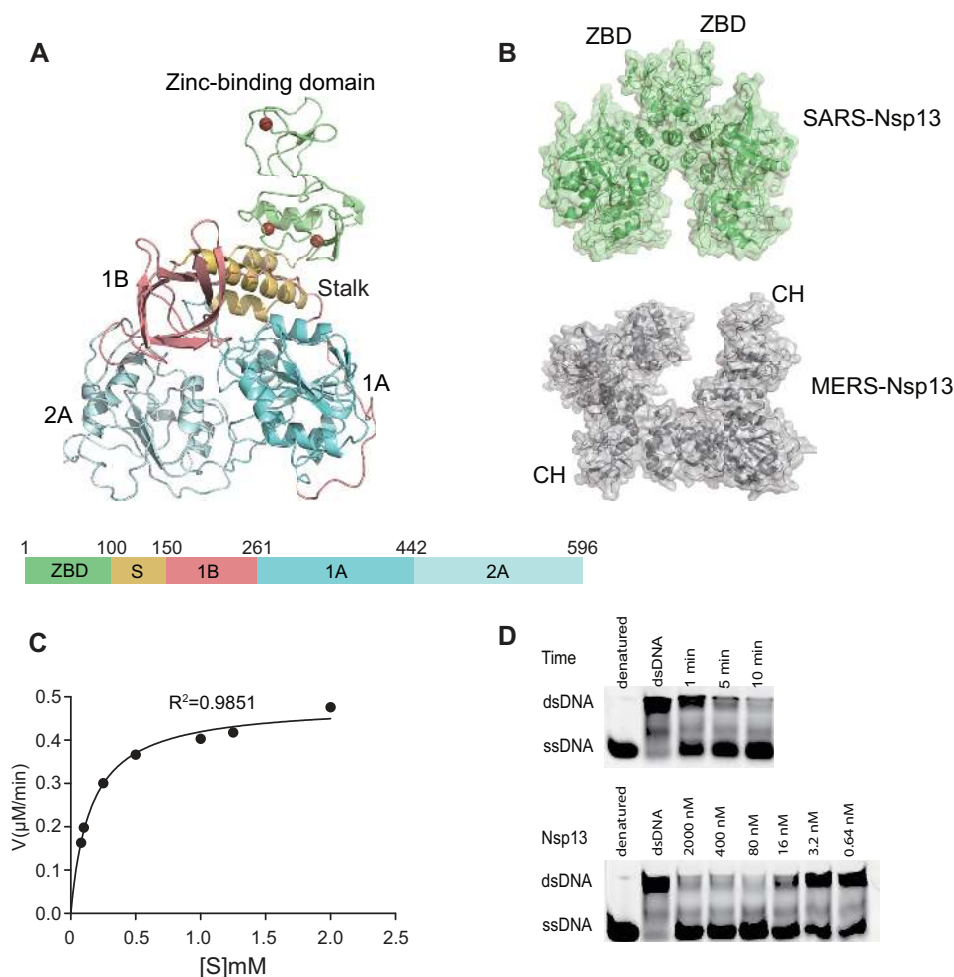 A
Zinc-binding domain
1B
Stalk
1A
2A
B
ZBD ZBD
SARS-Nsp13
CH
MERS-Nsp13
CH
1 100 150 261 442 596
ZBD S 1B 1A 2A
C
R²=0.9851
V(µM/min)
0.5
0.4
0.3
0.2
0.1
0.0
0 0.5 1.0 1.5 2.0
[S]mM
D
Time denatured dsDNA 1 min 5 min 10 min
dsDNA
ssDNA
Nsp13 denatured dsDNA 2000 nM 400 nM 80 nM 16 nM 3.2 nM 0.64 nM
dsDNA
ssDNA